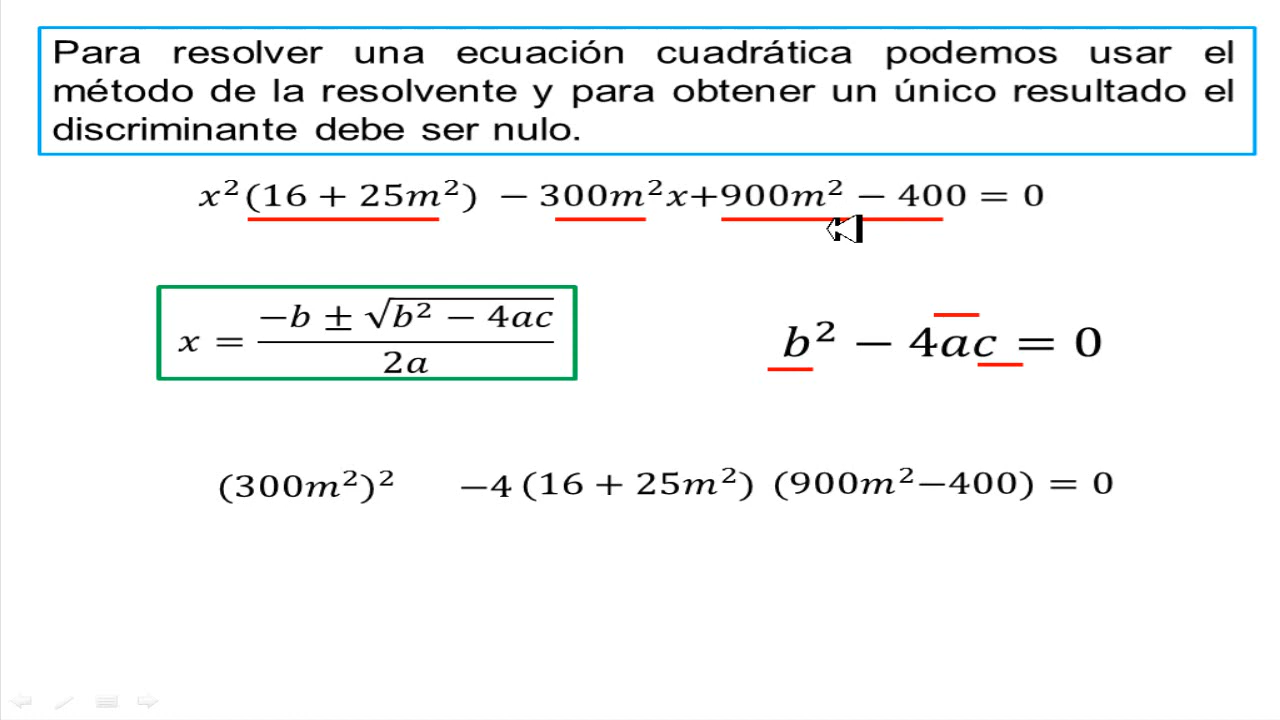 Para resolver una ecuación cuadrática podemos usar el
método de la resolvente y para obtener un único resultado el
discriminante debe ser nulo.
x²(16 + 25m²) − 300m²x+900m² − 400 = 0
x = (−b ± √(b² − 4ac)) / 2a
b² − 4ac = 0
(300m²)² −4 (16 + 25m²) (900m²−400) = 0